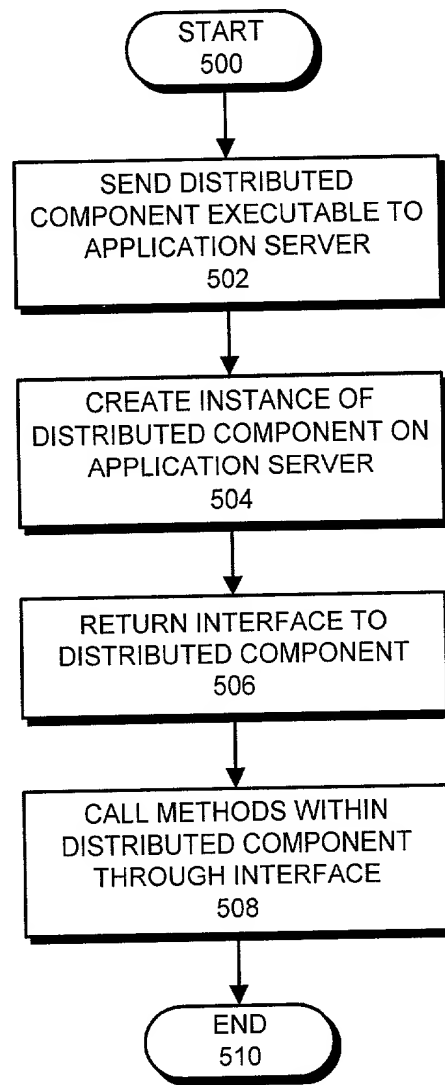 START
500
SEND DISTRIBUTED
COMPONENT EXECUTABLE TO
APPLICATION SERVER
502
CREATE INSTANCE OF
DISTRIBUTED COMPONENT ON
APPLICATION SERVER
504
RETURN INTERFACE TO
DISTRIBUTED COMPONENT
506
CALL METHODS WITHIN
DISTRIBUTED COMPONENT
THROUGH INTERFACE
508
END
510